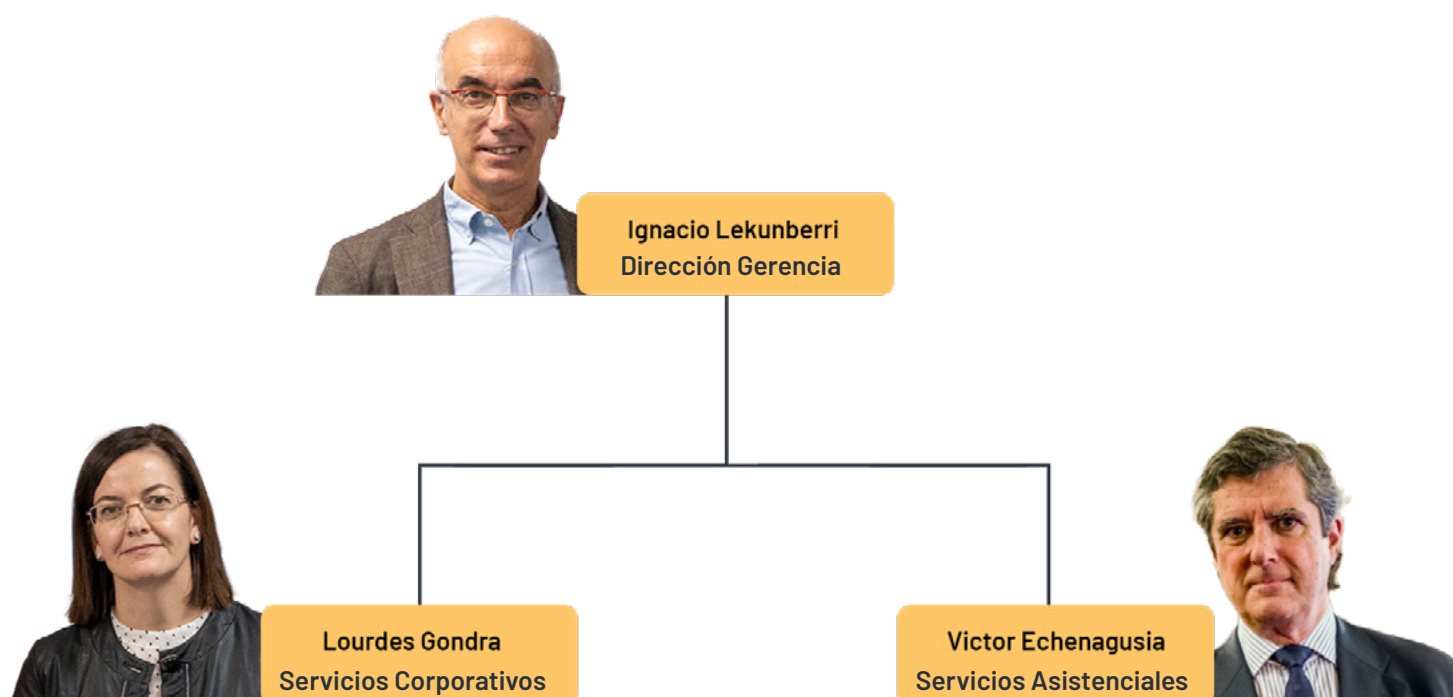 Ignacio Lekunberri
Dirección Gerencia
Lourdes Gondra
Servicios Corporativos
Victor Echenagusia
Servicios Asistenciales